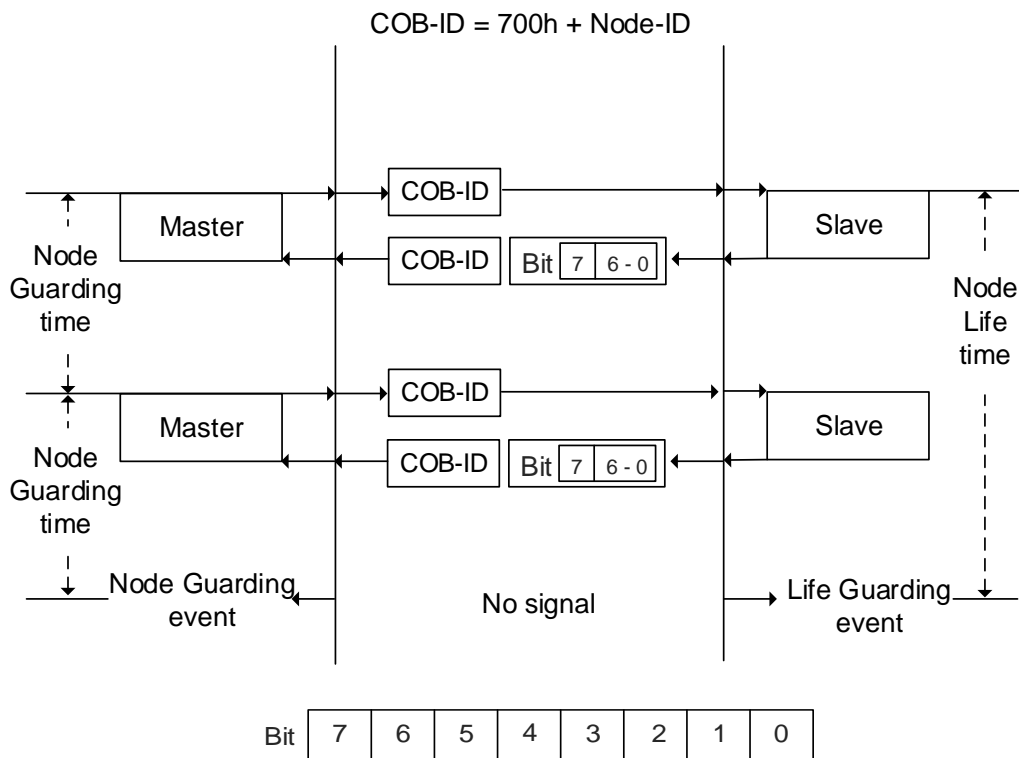 COB-ID = 700h + Node-ID
COB-ID
Master
Slave
Node
Guarding
time
COB-ID
Bit 7 6 - 0
Node
Life
time
COB-ID
Master
Slave
Node
Guarding
time
COB-ID
Bit 7 6 - 0
Node Guarding
event
No signal
Life Guarding
event
Bit 7 6 5 4 3 2 1 0